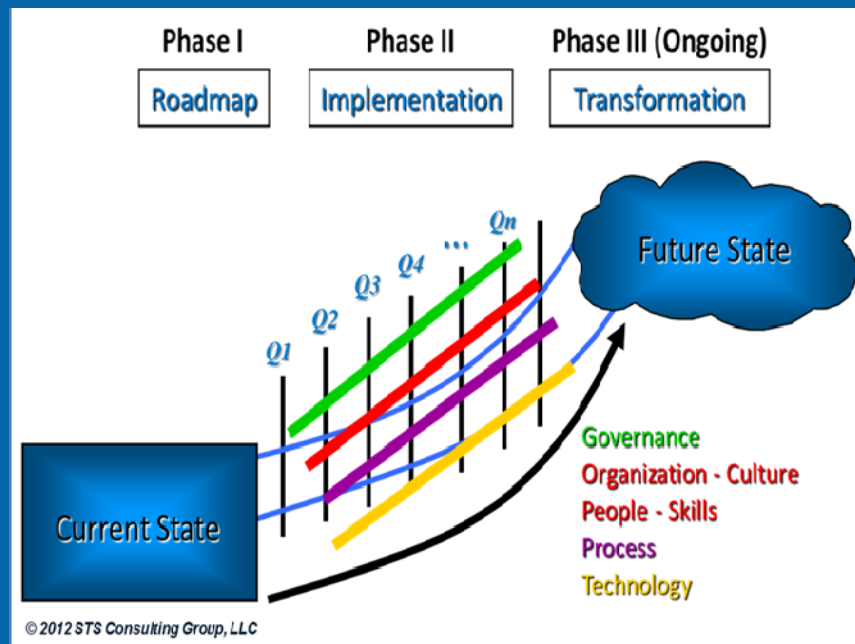 Phase I
Phase II
Phase III (Ongoing)
Roadmap
Implementation
Transformation
Q1
Q2
Q3
Q4
...
Qn
Future State
Current State
Governance
Organization - Culture
People - Skills
Process
Technology
© 2012 STS Consulting Group, LLC